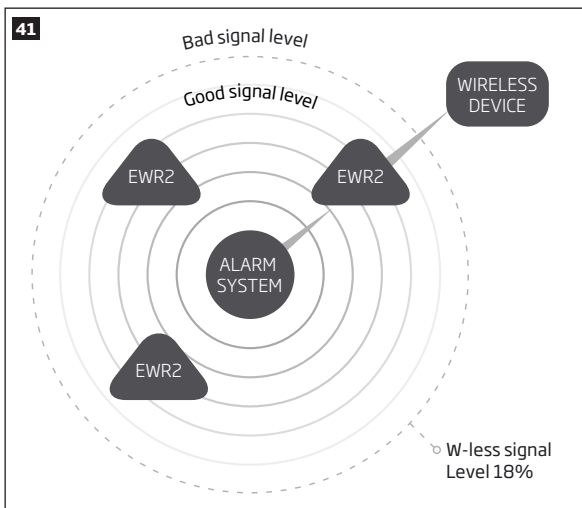 41
Bad signal level
Good signal level
WIRELESS
DEVICE
EWR2
EWR2
ALARM
SYSTEM
EWR2
W-less signal
Level 18%